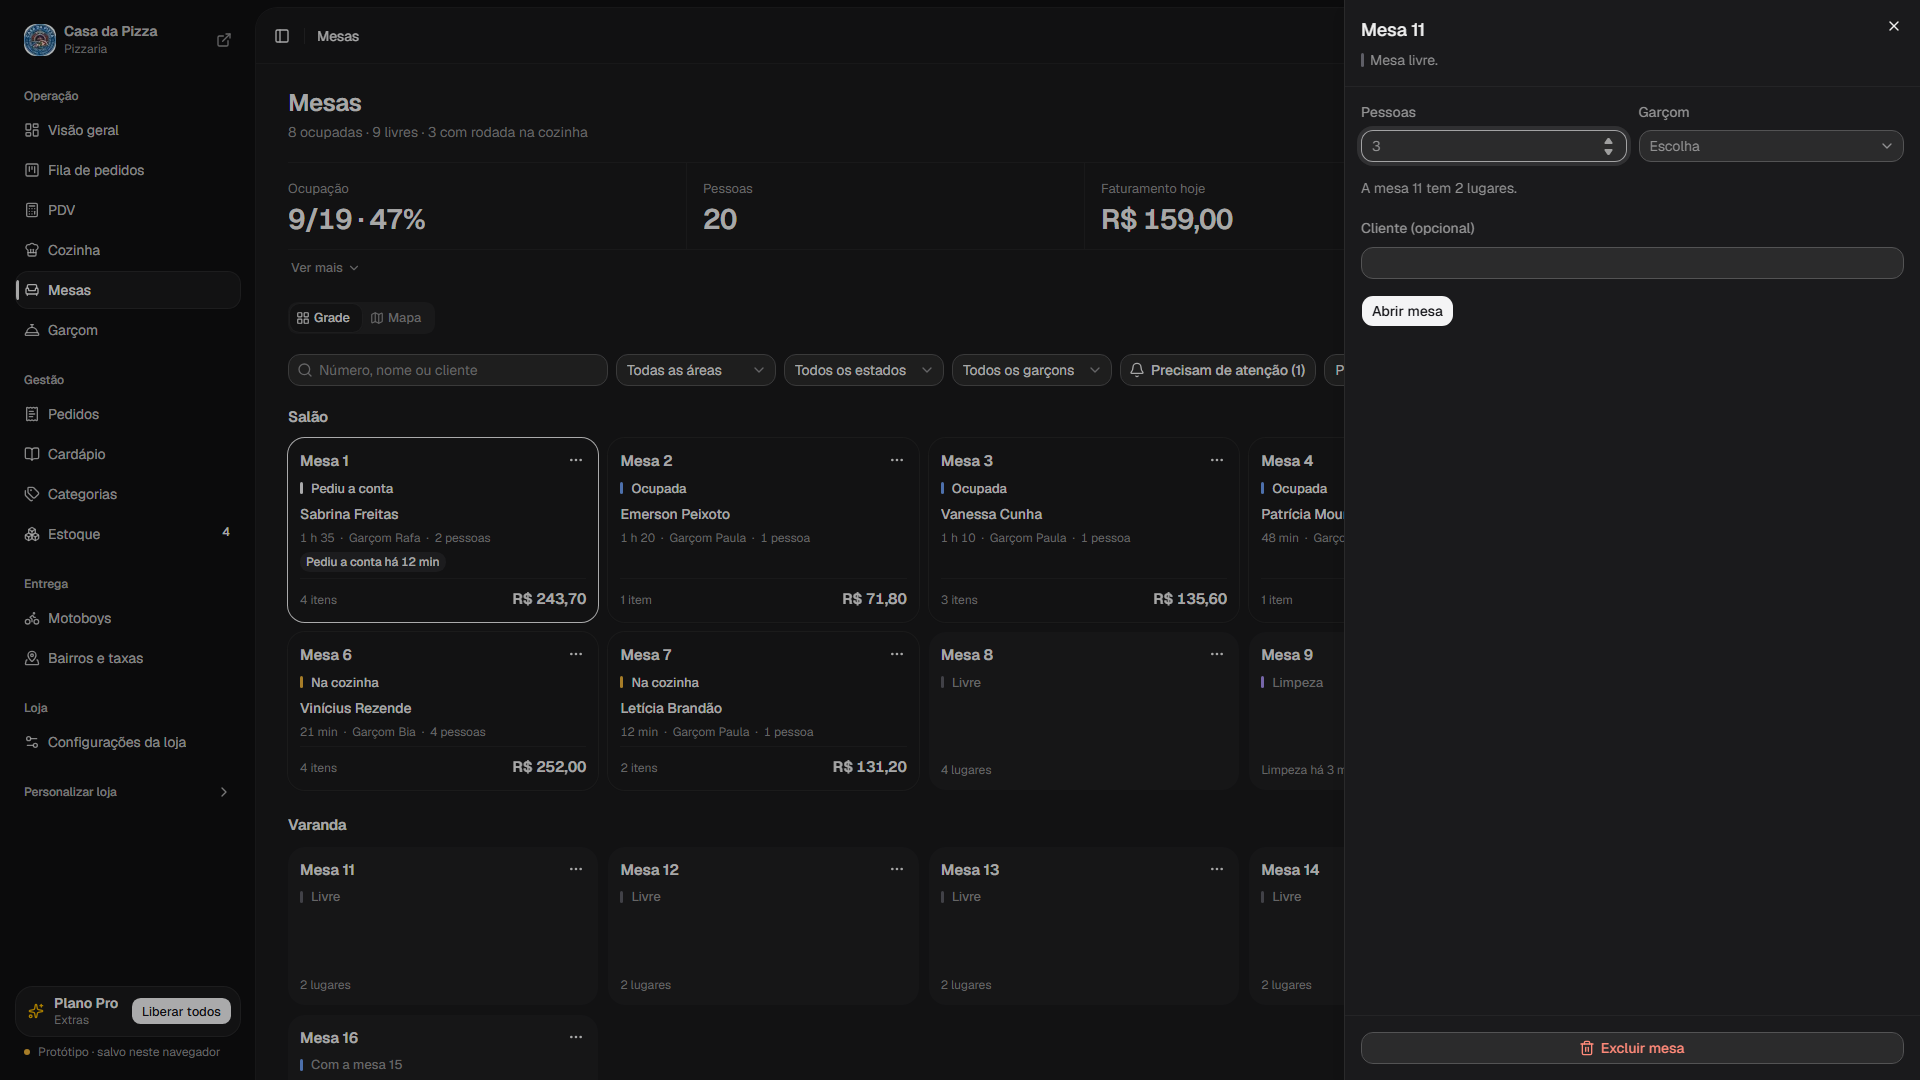 Casa da Pizza
Pizzaria
Operação
Visão geral
Fila de pedidos
PDV
Cozinha
Mesas
Garçom
Gestão
Pedidos
Cardápio
Categorias
Estoque 4
Entrega
Motoboys
Bairros e taxas
Loja
Configurações da loja
Personalizar loja
Plano Pro
Extras
Liberar todos
Protótipo · salvo neste navegador
Mesas
Mesas
8 ocupadas · 9 livres · 3 com rodada na cozinha
Ocupação
9/19 · 47%
Pessoas
20
Faturamento hoje
R$ 159,00
Ver mais
Grade Mapa
Número, nome ou cliente
Todas as áreas
Todos os estados
Todos os garçons
Precisam de atenção (1)
P
Salão
Mesa 1
Pediu a conta
Sabrina Freitas
1 h 35 · Garçom Rafa · 2 pessoas
Pediu a conta há 12 min
4 itens R$ 243,70
Mesa 2
Ocupada
Emerson Peixoto
1 h 20 · Garçom Paula · 1 pessoa
1 item R$ 71,80
Mesa 3
Ocupada
Vanessa Cunha
1 h 10 · Garçom Paula · 1 pessoa
3 itens R$ 135,60
Mesa 4
Ocupada
Patrícia Mou
48 min · Garço
1 item
Mesa 6
Na cozinha
Vinícius Rezende
21 min · Garçom Bia · 4 pessoas
4 itens R$ 252,00
Mesa 7
Na cozinha
Letícia Brandão
12 min · Garçom Paula · 1 pessoa
2 itens R$ 131,20
Mesa 8
Livre
4 lugares
Mesa 9
Limpeza
Limpeza há 3 m
Varanda
Mesa 11
Livre
2 lugares
Mesa 12
Livre
2 lugares
Mesa 13
Livre
2 lugares
Mesa 14
Livre
2 lugares
Mesa 16
Com a mesa 15
Mesa 11
Mesa livre.
Pessoas
3
Garçom
Escolha
A mesa 11 tem 2 lugares.
Cliente (opcional)
Abrir mesa
Excluir mesa